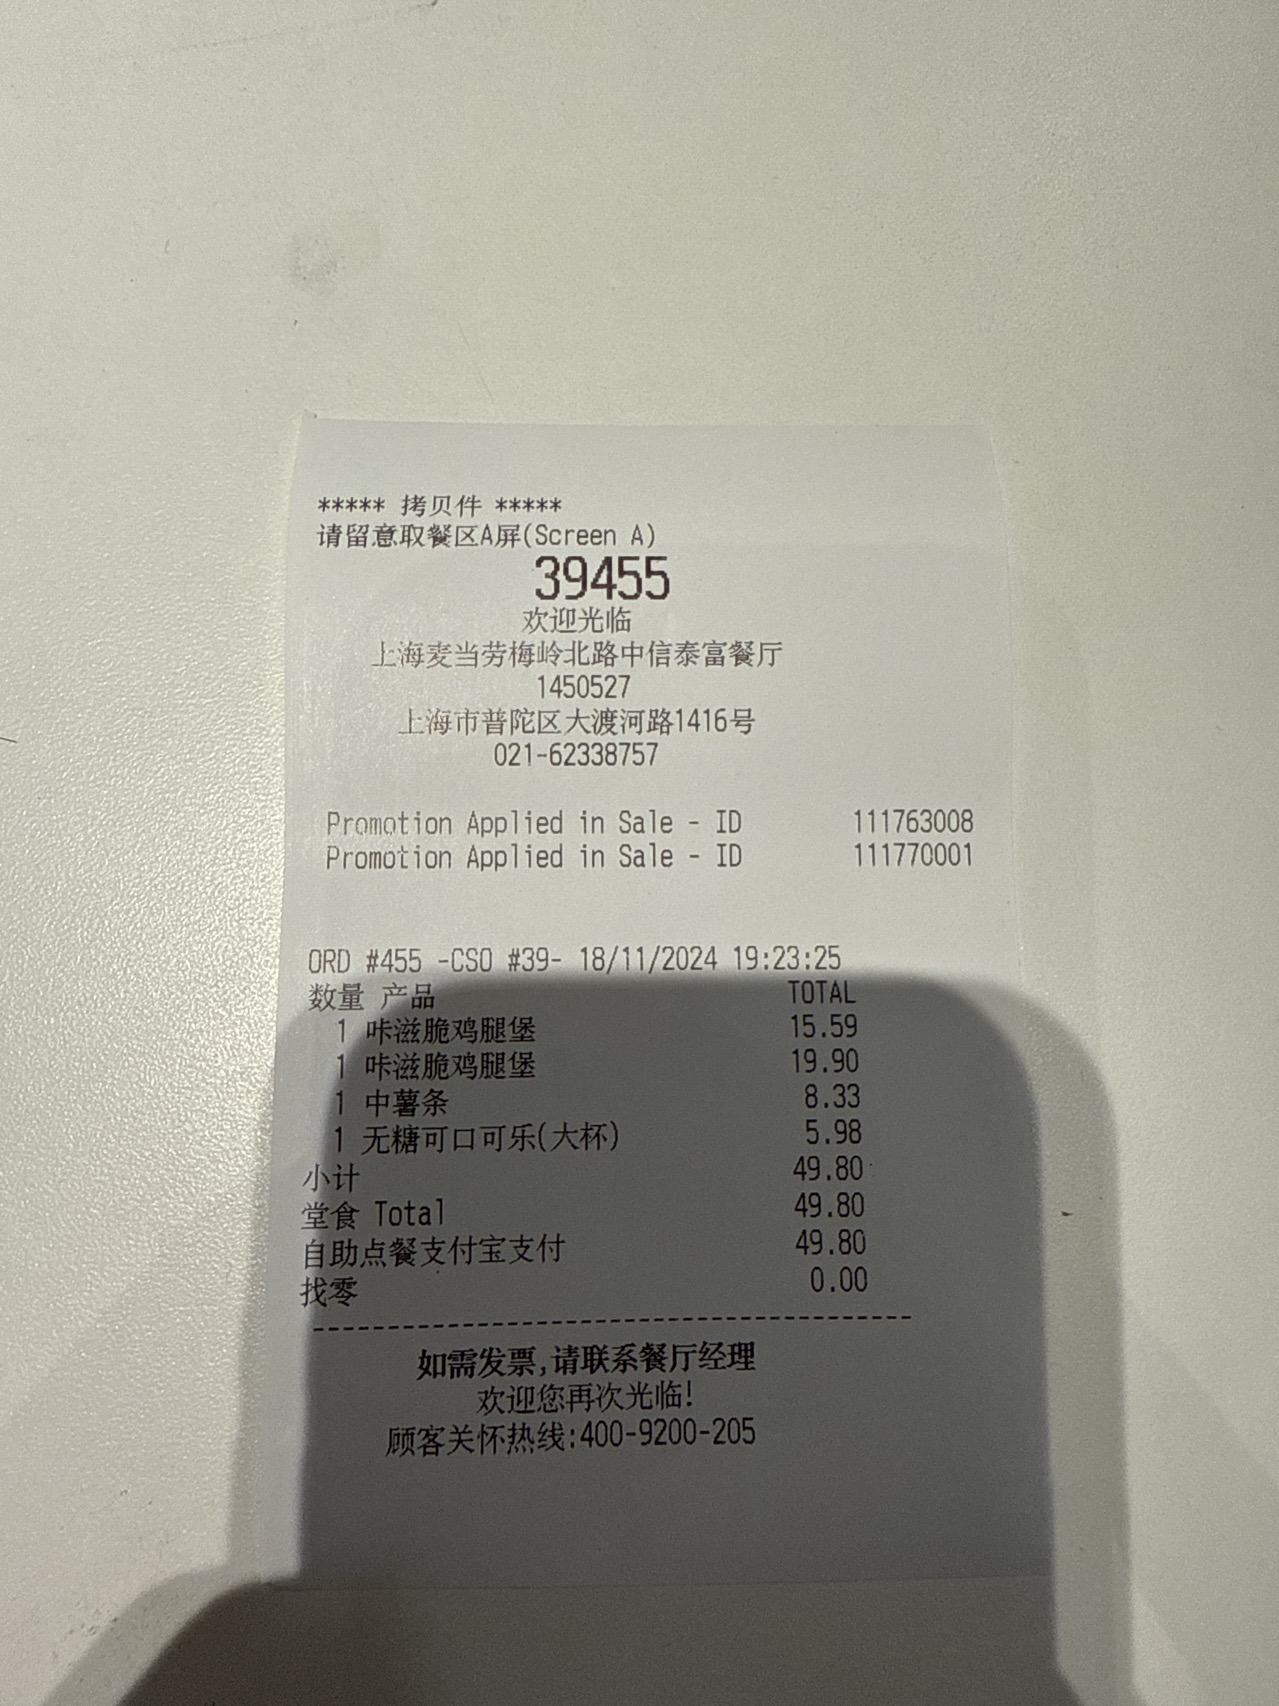 ***** 拷贝件 *****
请留意取餐区A屏(Screen A)
39455
欢迎光临
上海麦当劳梅岭北路中信泰富餐厅
1450527
上海市普陀区大渡河路1416号
021-62338757
Promotion Applied in Sale - ID 111763008
Promotion Applied in Sale - ID 111770001
ORD #455 -CSO #39- 18/11/2024 19:23:25
数量 产品 TOTAL
1 咔滋脆鸡腿堡 15.59
1 咔滋脆鸡腿堡 19.90
1 中薯条 8.33
1 无糖可口可乐(大杯) 5.98
小计 49.80
堂食 Total 49.80
自助点餐支付宝支付 49.80
找零 0.00
----------------------------------------
如需发票,请联系餐厅经理
欢迎您再次光临!
顾客关怀热线:400-9200-205